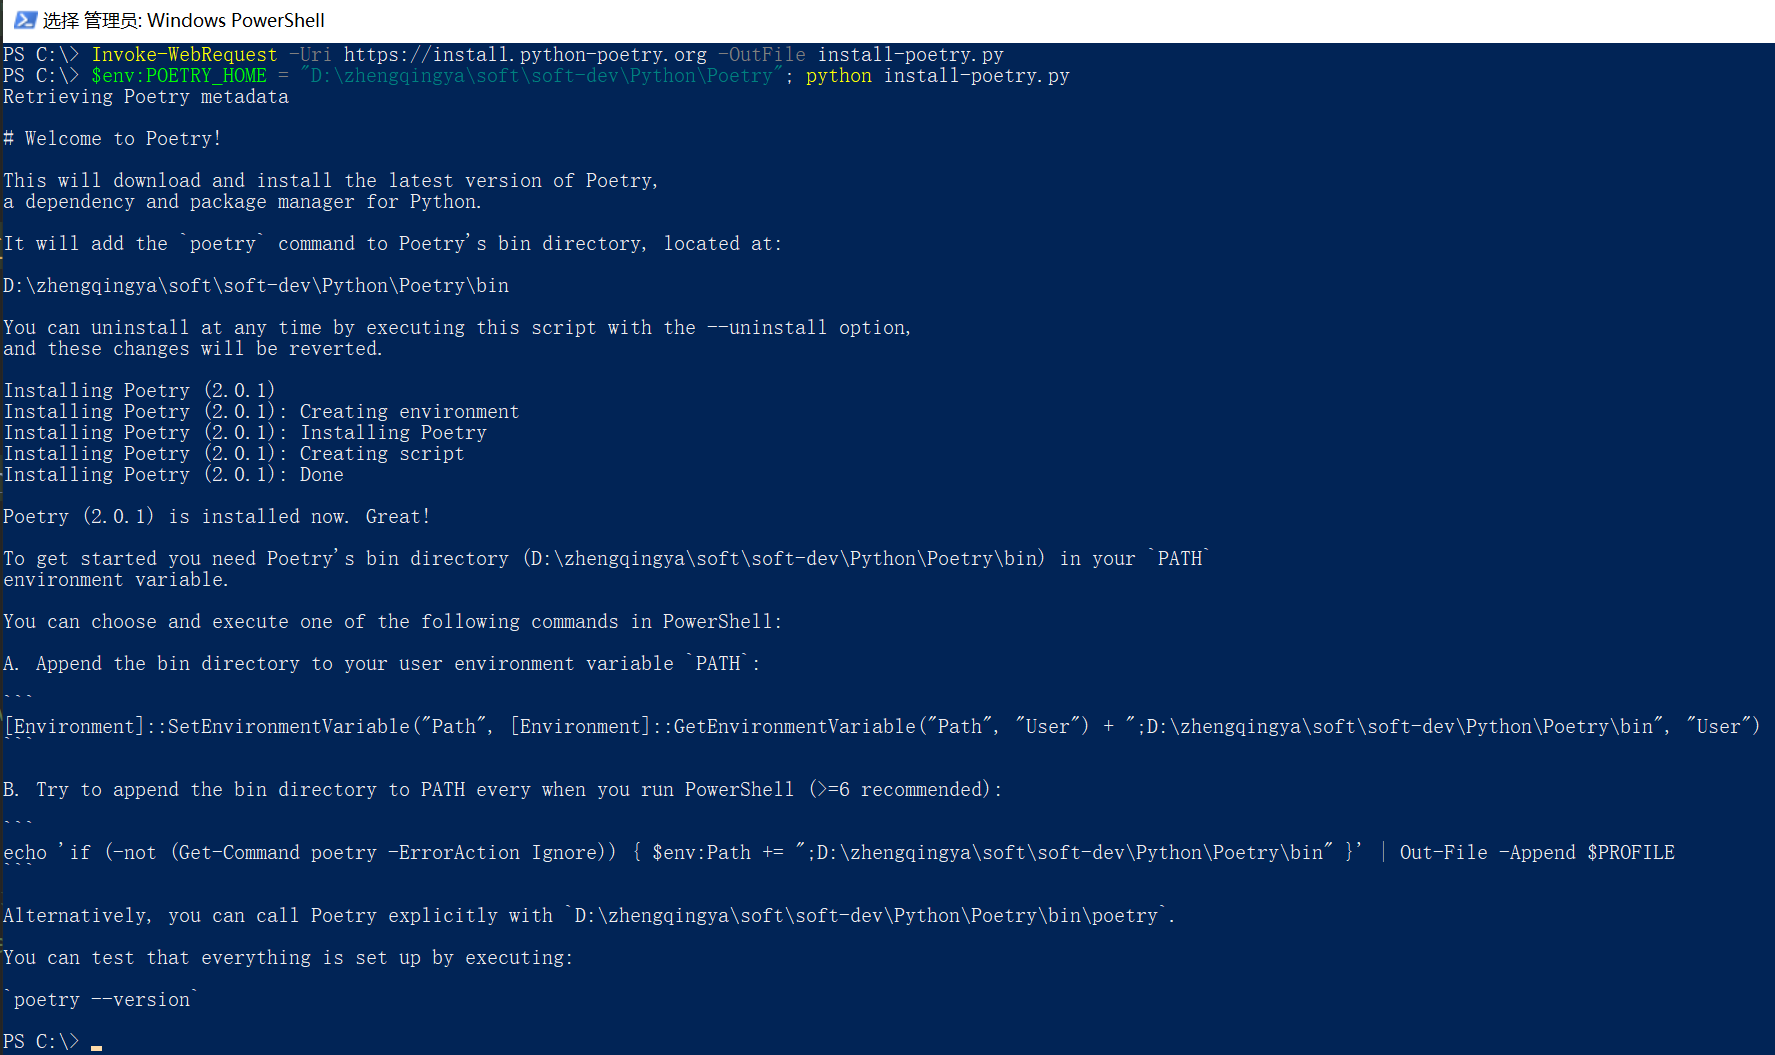 选择 管理员: Windows PowerShell
PS C:\> Invoke-WebRequest -Uri https://install.python-poetry.org -OutFile install-poetry.py
PS C:\> $env:POETRY_HOME = "D:\zhengqingya\soft\soft-dev\Python\Poetry"; python install-poetry.py
Retrieving Poetry metadata
# Welcome to Poetry!
This will download and install the latest version of Poetry,
a dependency and package manager for Python.
It will add the `poetry` command to Poetry's bin directory, located at:
D:\zhengqingya\soft\soft-dev\Python\Poetry\bin
You can uninstall at any time by executing this script with the --uninstall option,
and these changes will be reverted.
Installing Poetry (2.0.1)
Installing Poetry (2.0.1): Creating environment
Installing Poetry (2.0.1): Installing Poetry
Installing Poetry (2.0.1): Creating script
Installing Poetry (2.0.1): Done
Poetry (2.0.1) is installed now. Great!
To get started you need Poetry's bin directory (D:\zhengqingya\soft\soft-dev\Python\Poetry\bin) in your `PATH`
environment variable.
You can choose and execute one of the following commands in PowerShell:
A. Append the bin directory to your user environment variable `PATH`:
```
[Environment]::SetEnvironmentVariable("Path", [Environment]::GetEnvironmentVariable("Path", "User") + ";D:\zhengqingya\soft\soft-dev\Python\Poetry\bin", "User")
```
B. Try to append the bin directory to PATH every when you run PowerShell (>=6 recommended):
```
echo 'if (-not (Get-Command poetry -ErrorAction Ignore)) { $env:Path += ";D:\zhengqingya\soft\soft-dev\Python\Poetry\bin" }' | Out-File -Append $PROFILE
```
Alternatively, you can call Poetry explicitly with `D:\zhengqingya\soft\soft-dev\Python\Poetry\bin\poetry`.
You can test that everything is set up by executing:
`poetry --version`
PS C:\>